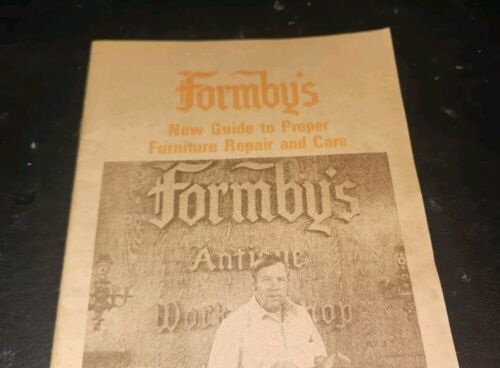 Formby's
New Guide to Proper
Furniture Repair and Care
Formby's
Antique